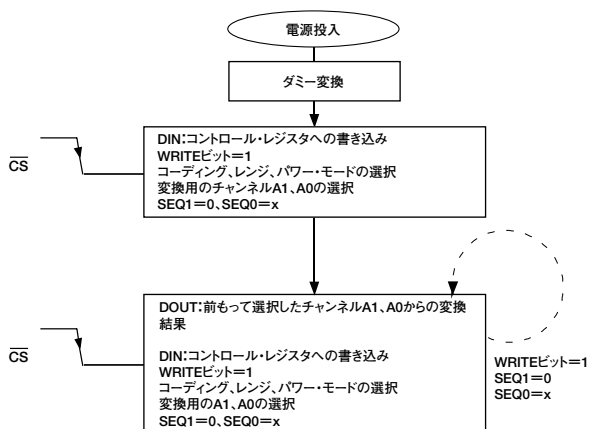 電源投入
ダミー変換
CS
DIN:コントロール・レジスタへの書き込み
WRITEビット=1
コーディング、レンジ、パワー・モードの選択
変換用のチャンネルA1、A0の選択
SEQ1=0、SEQ0=x
CS
DOUT:前もって選択したチャンネルA1、A0からの変換
結果
DIN:コントロール・レジスタへの書き込み
WRITEビット=1
コーディング、レンジ、パワー・モードの選択
変換用のA1、A0の選択
SEQ1=0、SEQ0=x
WRITEビット=1
SEQ1=0
SEQ0=x